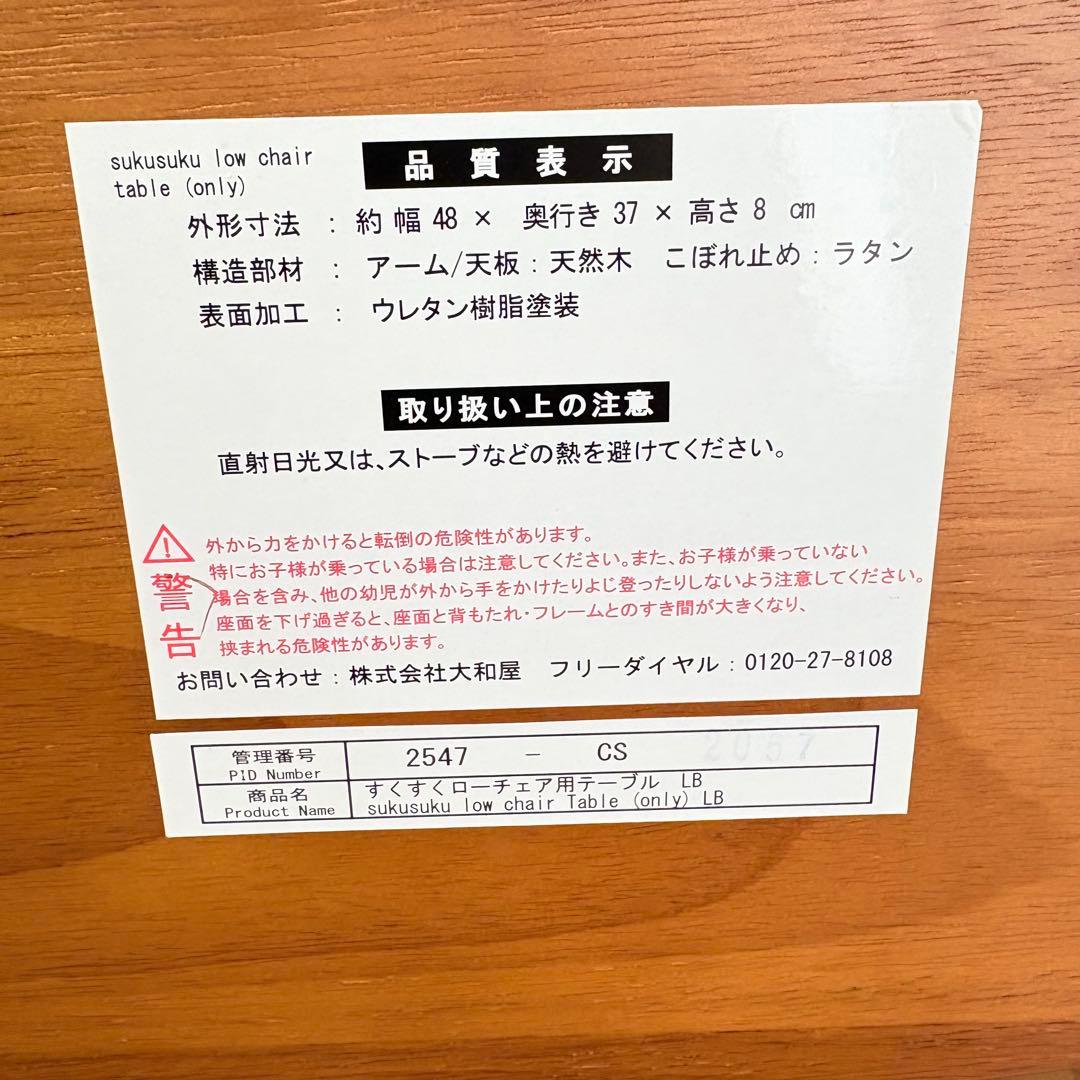 sukusuku low chair
table (only)
品質表示
外形寸法 : 約 幅 48 × 奥行き 37 × 高さ 8 cm
構造部材 : アーム/天板 : 天然木 こぼれ止め : ラタン
表面加工 : ウレタン樹脂塗装
取り扱い上の注意
直射日光又は、ストーブなどの熱を避けてください。
警告
外から力をかけると転倒の危険性があります。
特にお子様が乗っている場合は注意してください。また、お子様が乗っていない
場合を含み、他の幼児が外から手をかけたりよじ登ったりしないよう注意してください。
座面を下げ過ぎると、座面と背もたれ・フレームとのすき間が大きくなり、
挟まれる危険性があります。
お問い合わせ : 株式会社大和屋 フリーダイヤル : 0120-27-8108
管理番号 2547 - CS 2057
PID Number
商品名 すくすくローチェア用テーブル LB
Product Name sukusuku low chair Table (only) LB